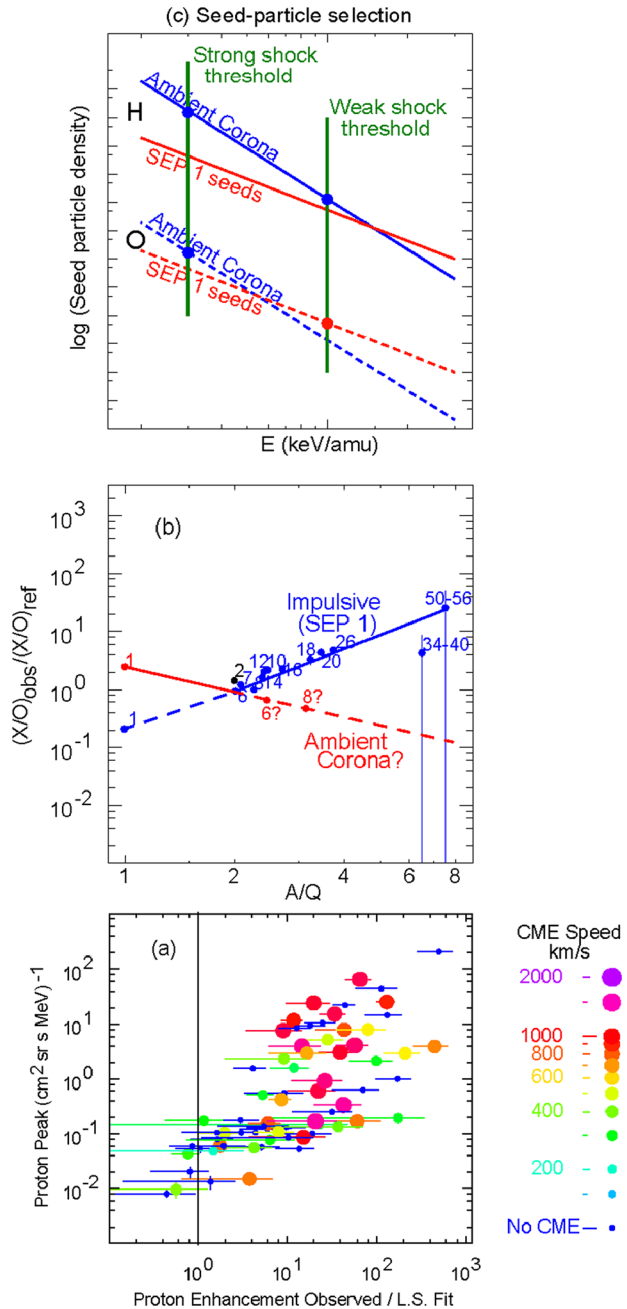 (c) Seed-particle selection
Strong shock
threshold
Ambient Corona
Weak shock
threshold
H
SEP 1 seeds
Ambient Corona
O
SEP 1 seeds
log (Seed particle density)
E (keV/amu)
(b)
10³
10²
10¹
10⁰
10⁻¹
10⁻²
(X/O)obs/(X/O)ref
Impulsive
(SEP 1)
50-56
34-40
26
18
20
12
10
16
2
7
8
14
6
1
1
6?
8?
Ambient
Corona?
1
2
4
6
8
A/Q
(a)
10²
10¹
10⁰
10⁻¹
10⁻²
Proton Peak (cm² sr s MeV)⁻¹
10⁰
10¹
10²
10³
Proton Enhancement Observed / L.S. Fit
CME Speed
km/s
2000
1000
800
600
400
200
No CME